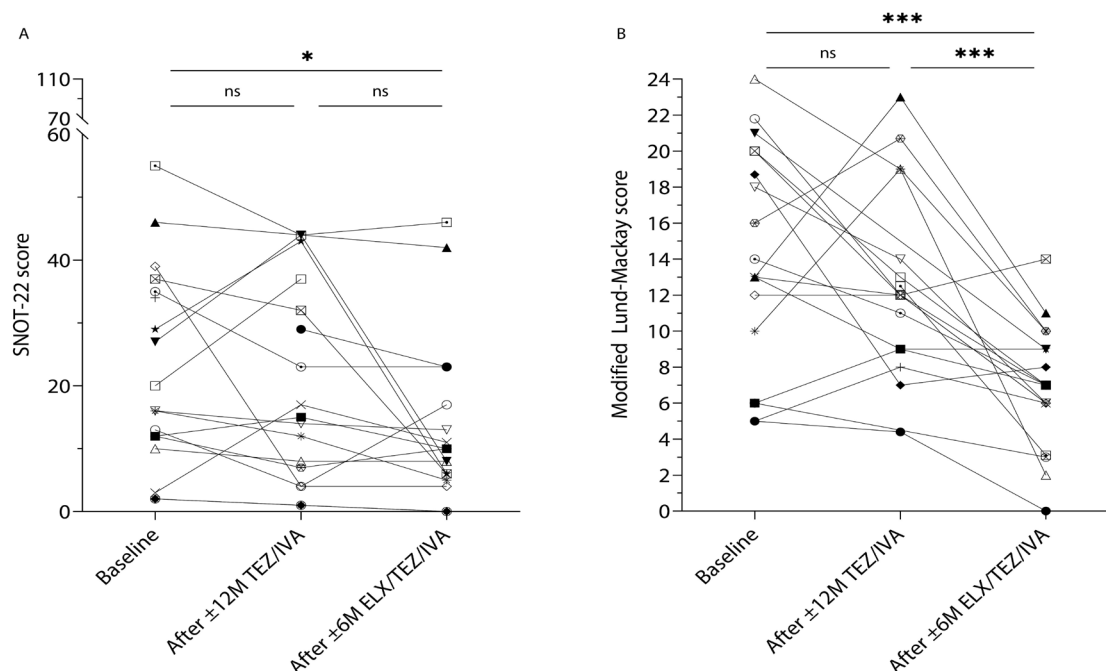 A
*
ns ns
SNOT-22 score
110
70
60
40
20
0
Baseline
After ±12M TEZ/IVA
After ±6M ELX/TEZ/IVA
B
***
ns ***
Modified Lund-Mackay score
24
22
20
18
16
14
12
10
8
6
4
2
0
Baseline
After ±12M TEZ/IVA
After ±6M ELX/TEZ/IVA